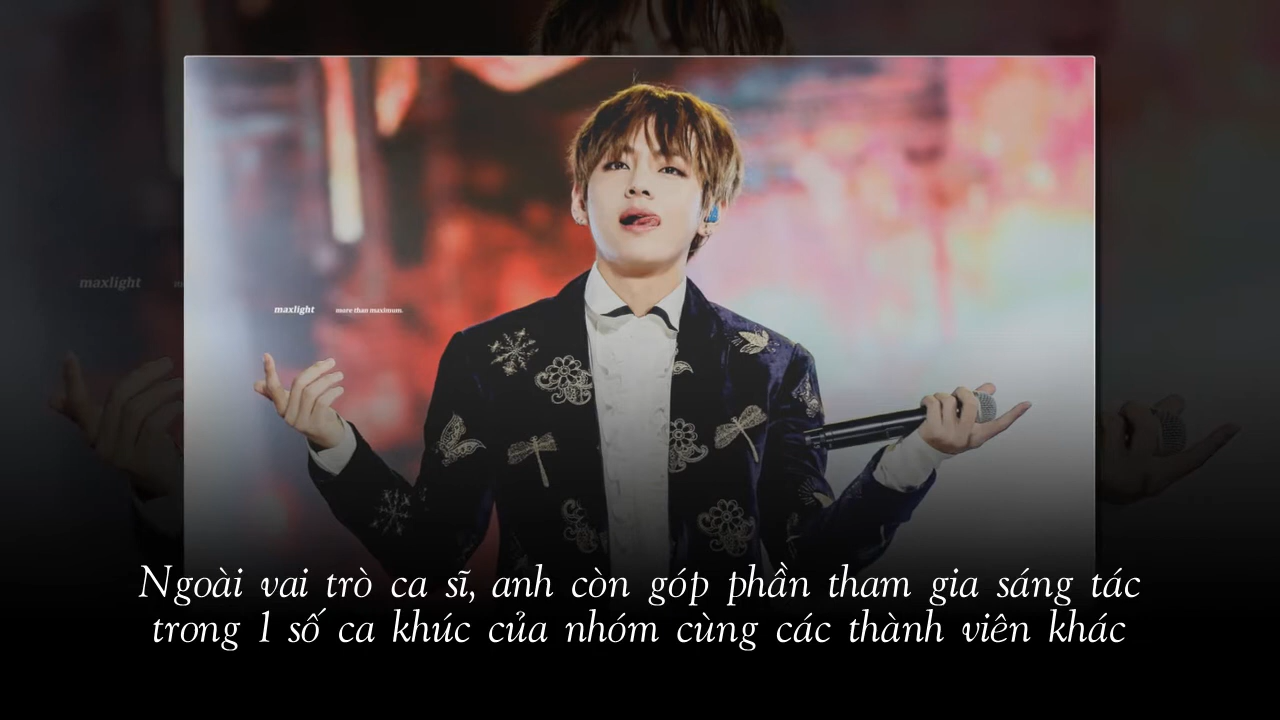 maxlight more than maximum.
maxlight
Ngoài vai trò ca sĩ, anh còn góp phần tham gia sáng tác
trong 1 số ca khúc của nhóm cùng các thành viên khác